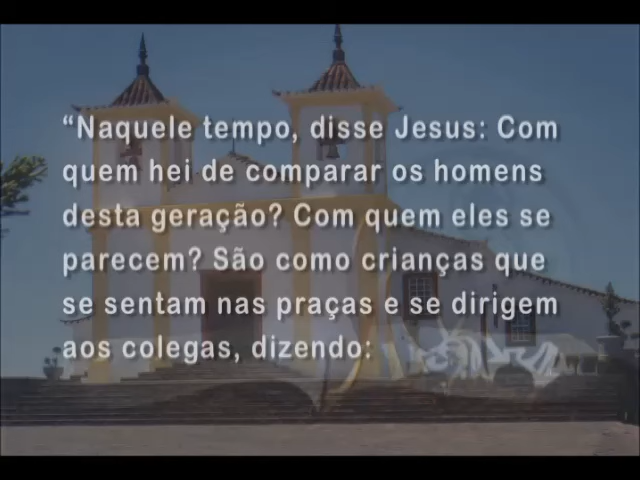 “Naquele tempo, disse Jesus: Com
quem hei de comparar os homens
desta geração? Com quem eles se
parecem? São como crianças que
se sentam nas praças e se dirigem
aos colegas, dizendo: